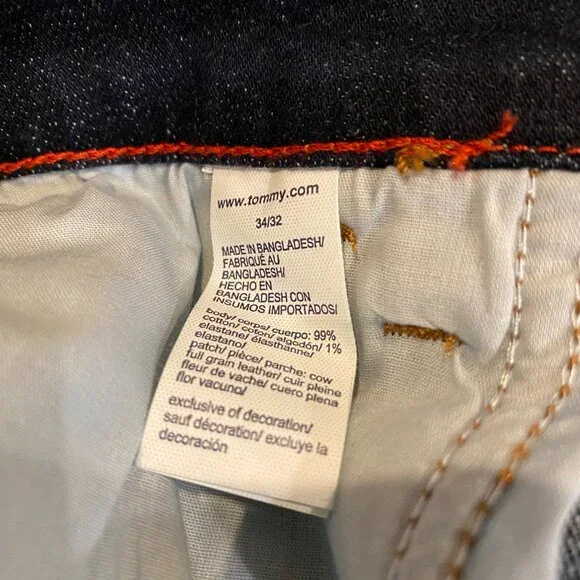 www.tommy.com
34/32
MADE IN BANGLADESH/
FABRIQUÉ AU
BANGLADESH/
HECHO EN
BANGLADESH CON
INSUMOS IMPORTADOS/
body/ corps/ cuerpo: 99%
cotton/ coton/ algodón/ 1%
elastane/ élasthanne/
elastano/
patch/ pièce/ parche: cow
full grain leather/ cuir pleine
fleur de vache/ cuero plena
flor vacuno/
exclusive of decoration/
sauf décoration/ excluye la
decoración